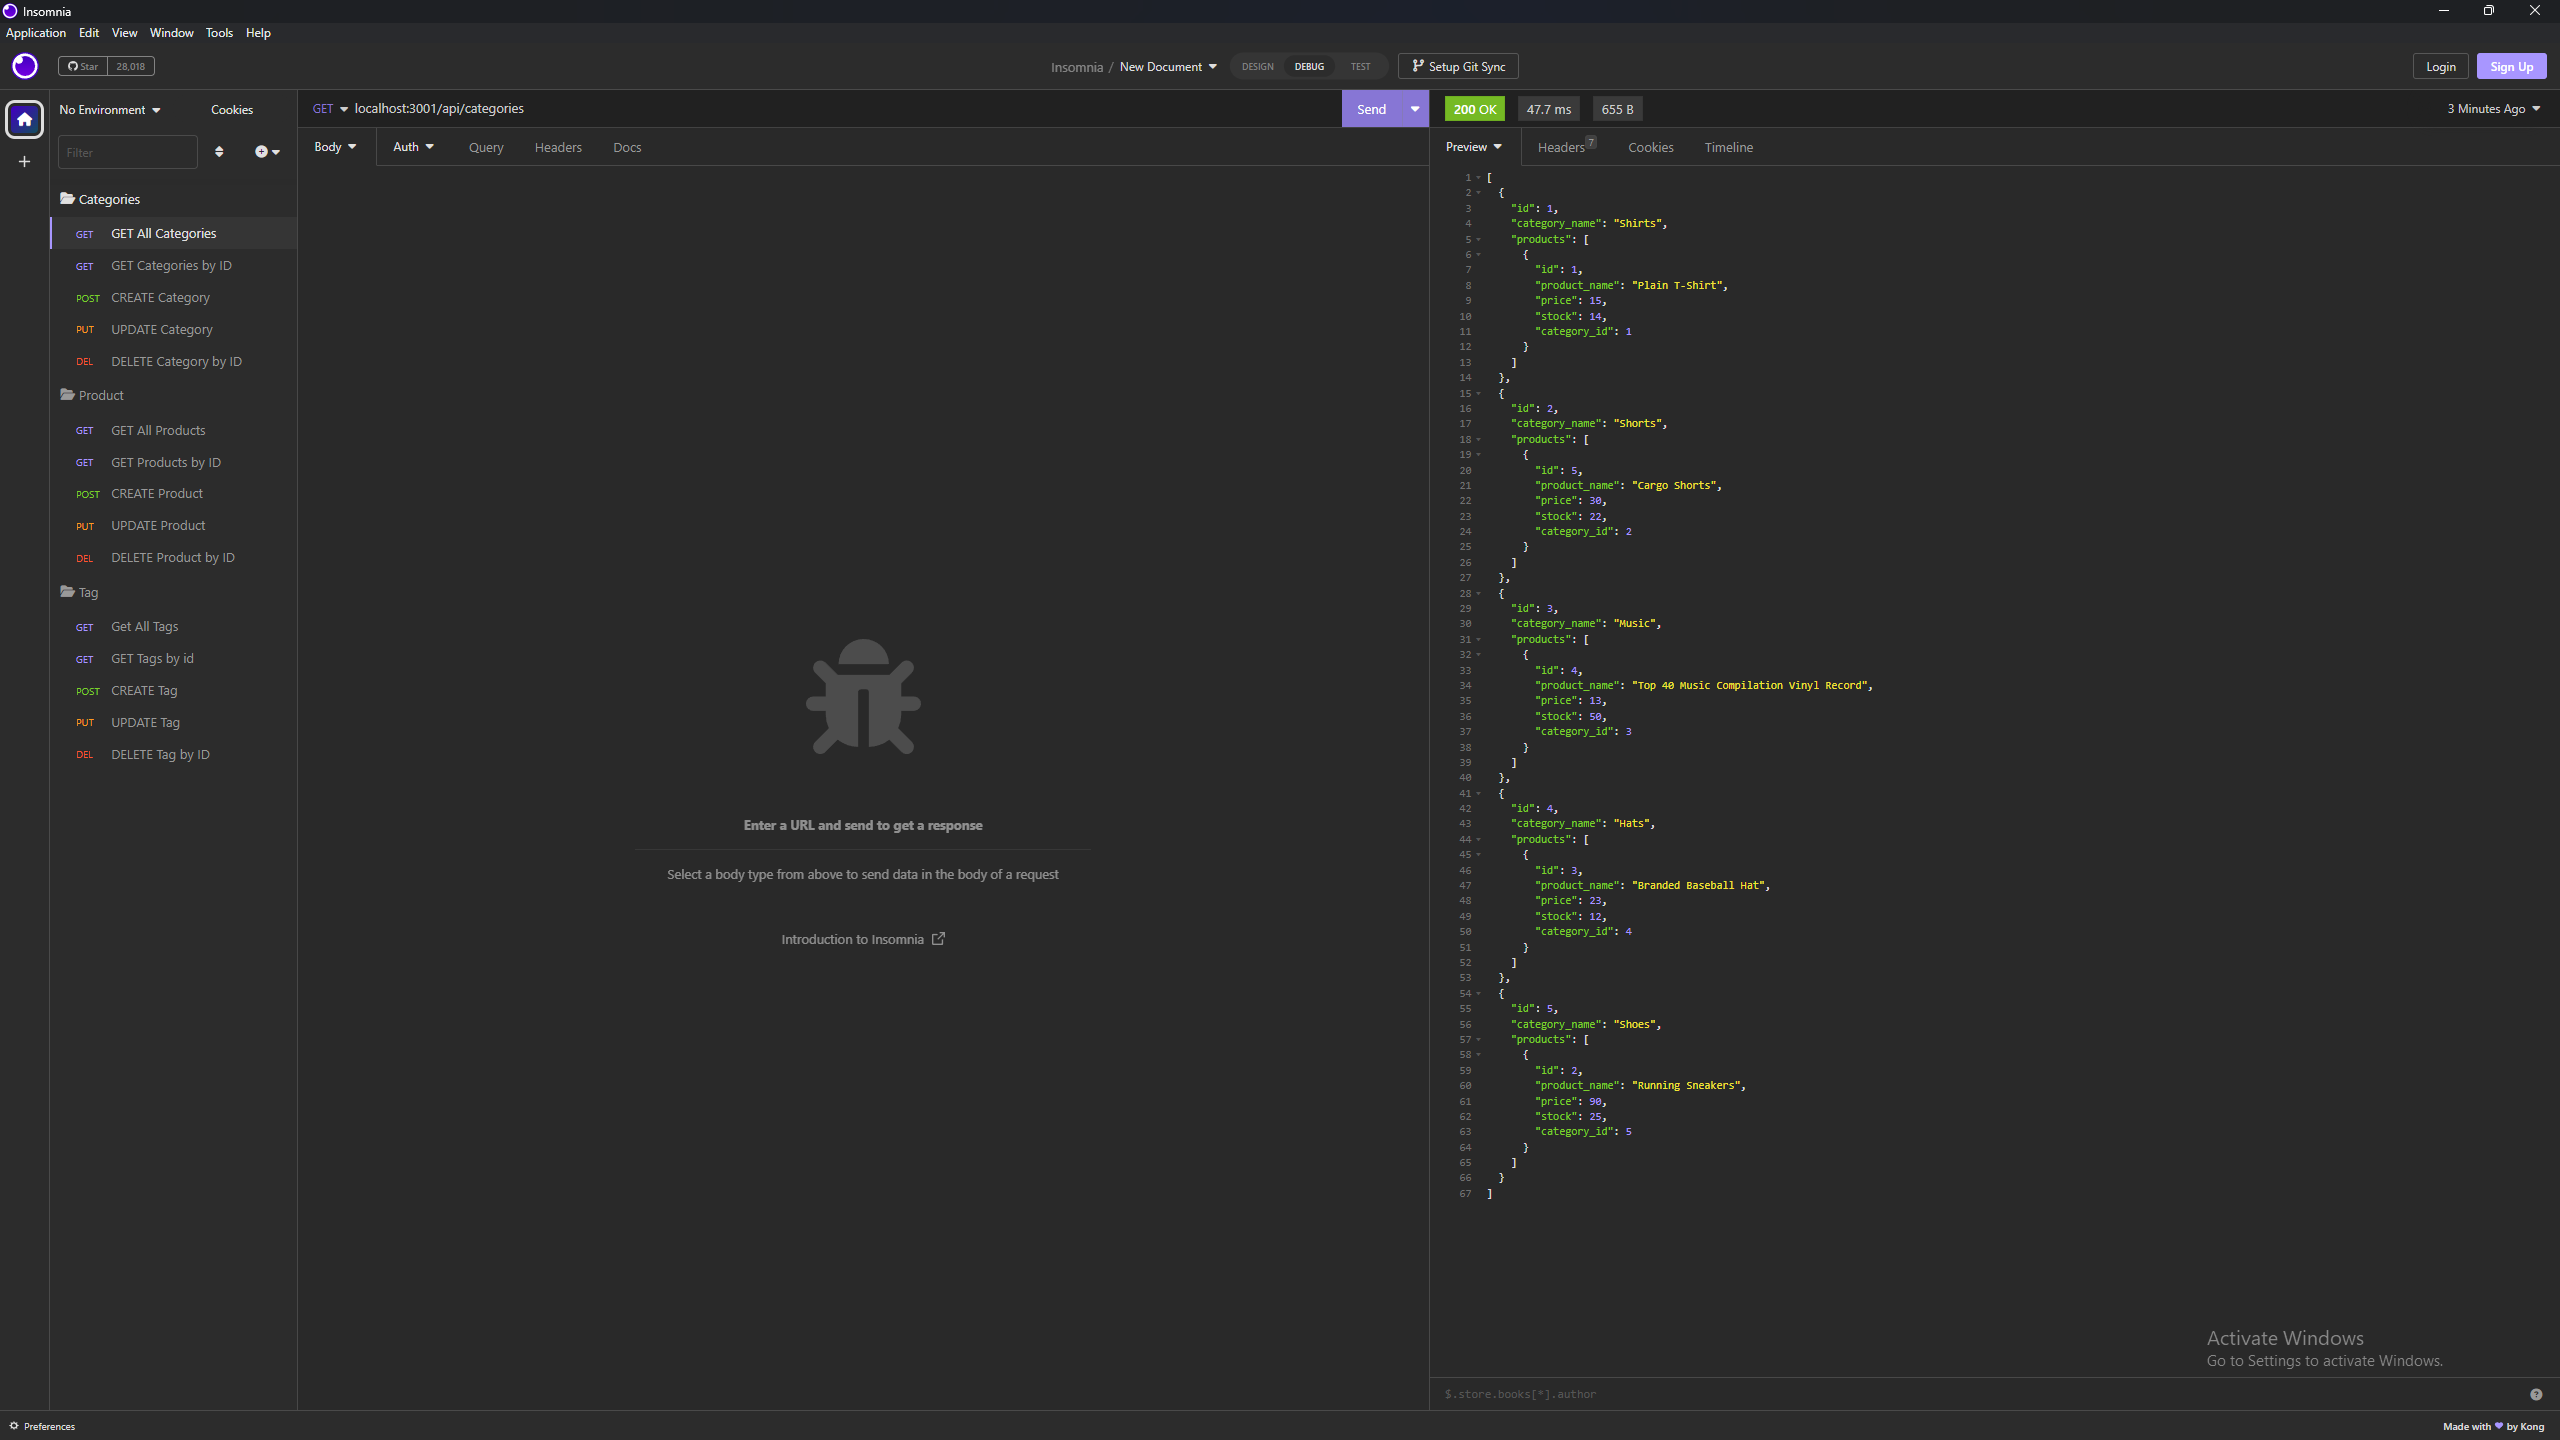 Insomnia
Application Edit View Window Tools Help
Star 28,018
Insomnia / New Document
DESIGN DEBUG TEST
Setup Git Sync
Login Sign Up
No Environment Cookies
Filter
Categories
GET GET All Categories
GET GET Categories by ID
POST CREATE Category
PUT UPDATE Category
DEL DELETE Category by ID
Product
GET GET All Products
GET GET Products by ID
POST CREATE Product
PUT UPDATE Product
DEL DELETE Product by ID
Tag
GET Get All Tags
GET GET Tags by id
POST CREATE Tag
PUT UPDATE Tag
DEL DELETE Tag by ID
GET localhost:3001/api/categories Send
Body Auth Query Headers Docs
Enter a URL and send to get a response
Select a body type from above to send data in the body of a request
Introduction to Insomnia
200 OK 47.7 ms 655 B 3 Minutes Ago
Preview Headers 7 Cookies Timeline
1 [
2 {
3 "id": 1,
4 "category_name": "Shirts",
5 "products": [
6 {
7 "id": 1,
8 "product_name": "Plain T-Shirt",
9 "price": 15,
10 "stock": 14,
11 "category_id": 1
12 }
13 ]
14 },
15 {
16 "id": 2,
17 "category_name": "Shorts",
18 "products": [
19 {
20 "id": 5,
21 "product_name": "Cargo Shorts",
22 "price": 30,
23 "stock": 22,
24 "category_id": 2
25 }
26 ]
27 },
28 {
29 "id": 3,
30 "category_name": "Music",
31 "products": [
32 {
33 "id": 4,
34 "product_name": "Top 40 Music Compilation Vinyl Record",
35 "price": 13,
36 "stock": 50,
37 "category_id": 3
38 }
39 ]
40 },
41 {
42 "id": 4,
43 "category_name": "Hats",
44 "products": [
45 {
46 "id": 3,
47 "product_name": "Branded Baseball Hat",
48 "price": 23,
49 "stock": 12,
50 "category_id": 4
51 }
52 ]
53 },
54 {
55 "id": 5,
56 "category_name": "Shoes",
57 "products": [
58 {
59 "id": 2,
60 "product_name": "Running Sneakers",
61 "price": 90,
62 "stock": 25,
63 "category_id": 5
64 }
65 ]
66 }
67 ]
Activate Windows
Go to Settings to activate Windows.
$.store.books[*].author
Preferences
Made with ♥ by Kong